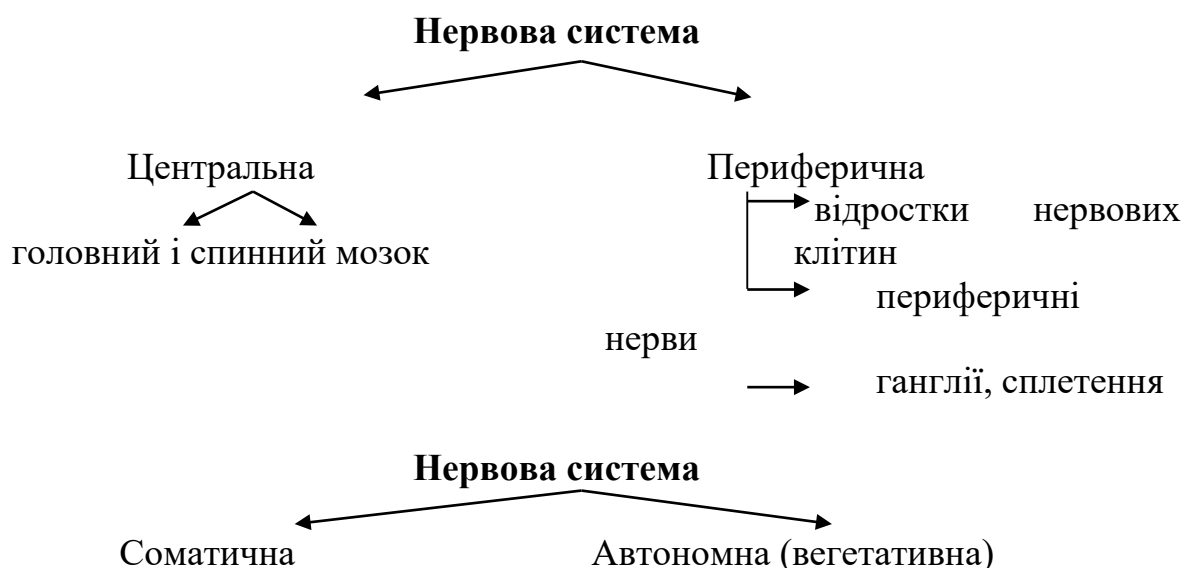 Нервова система
Центральна Периферична
відростки нервових
головний і спинний мозок клітин
периферичні
нерви
ганглії, сплетення
Нервова система
Соматична Автономна (вегетативна)